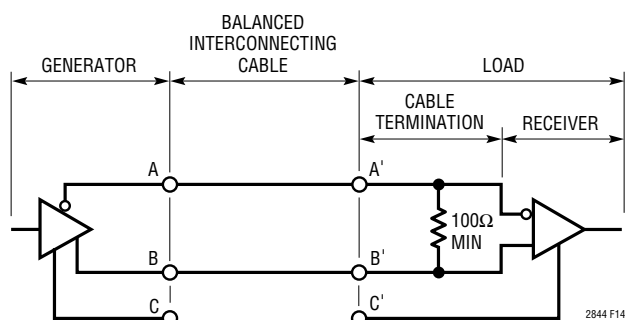 BALANCED
INTERCONNECTING
CABLE
GENERATOR
LOAD
CABLE
TERMINATION
RECEIVER
A
A'
100Ω
MIN
B
B'
C
C'
2844 F14